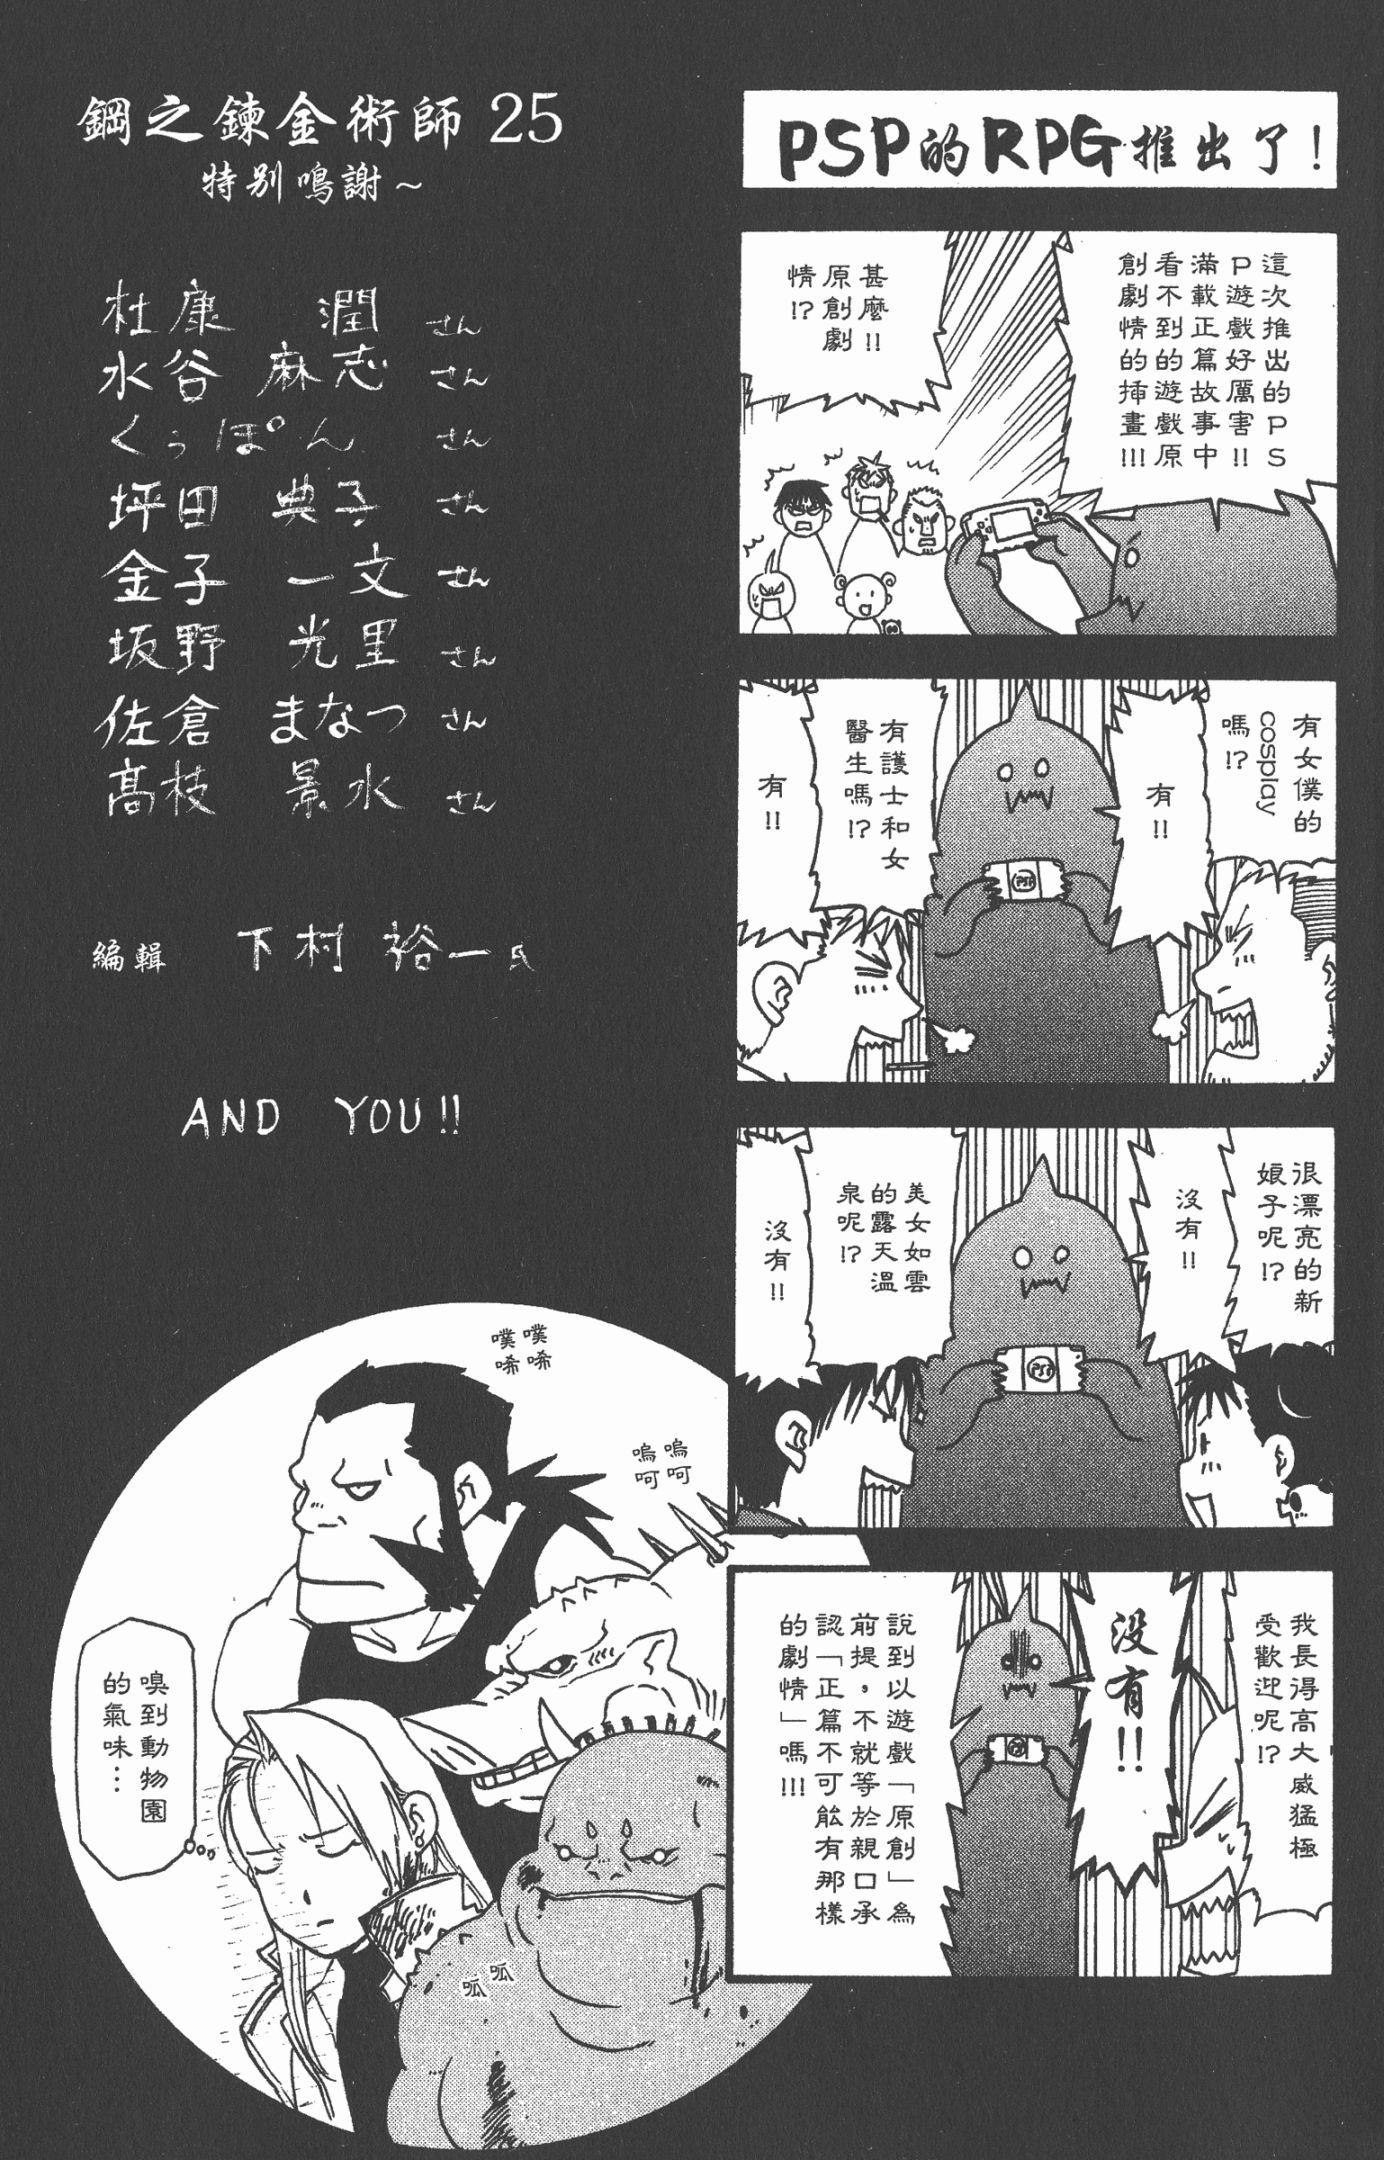 鋼之鍊金術師 25
特別鳴謝~
杜康 潤 さん
水谷 麻志 さん
くぅぽん さん
坪田 典子 さん
金子 一文 さん
坂野 光里 さん
佐倉 まなつ さん
高枝 景水 さん
編輯 下村 裕一氏
AND YOU!!
PSP的RPG推出了!
這次推出的PS
P遊戲好厲害!!
滿載正篇故事中
看不到的遊戲原
創劇情的插畫!!!
甚麼!!
原創劇
情!?
有女僕的
cosplay
嗎!?
有!!
有護士和女
醫生嗎!?
有!!
PSP
很漂亮的新
娘子呢!?
沒有!!
美女如雲
的露天溫
泉呢!?
沒有!!
PSP
我長得高大威猛極
受歡迎呢!?
沒有!!
說到以遊戲「原創」為
前提，不就等於親口承
認「正篇不可能有那樣
的劇情」嗎!!!
噗噗
唏唏
嗚嗚
呵呵
嗅到動物園
的氣味…
呱呱